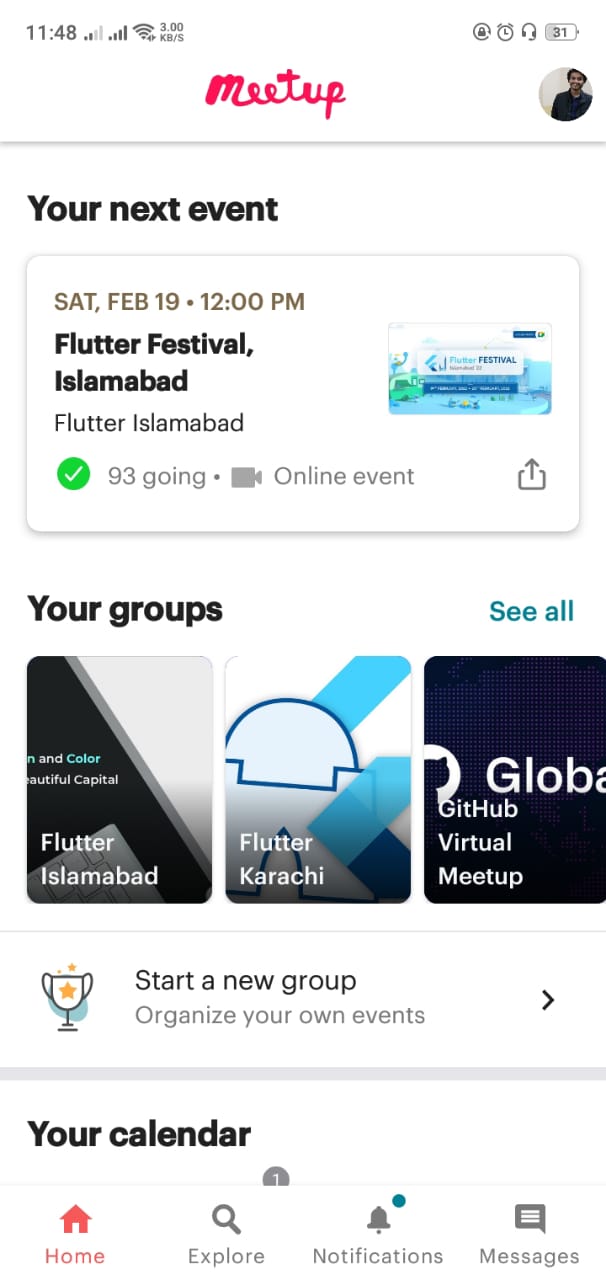 11:48
3.00
KB/S
31
Meetup
Your next event
SAT, FEB 19 • 12:00 PM
Flutter Festival,
Islamabad
Flutter FESTIVAL
Islamabad 22
Flutter Islamabad
93 going • Online event
Your groups
See all
n and Color
eautiful Capital
Flutter
Islamabad
Flutter
Karachi
Globa
GitHub
Virtual
Meetup
Start a new group
Organize your own events
Your calendar
1
Home
Explore
Notifications
Messages